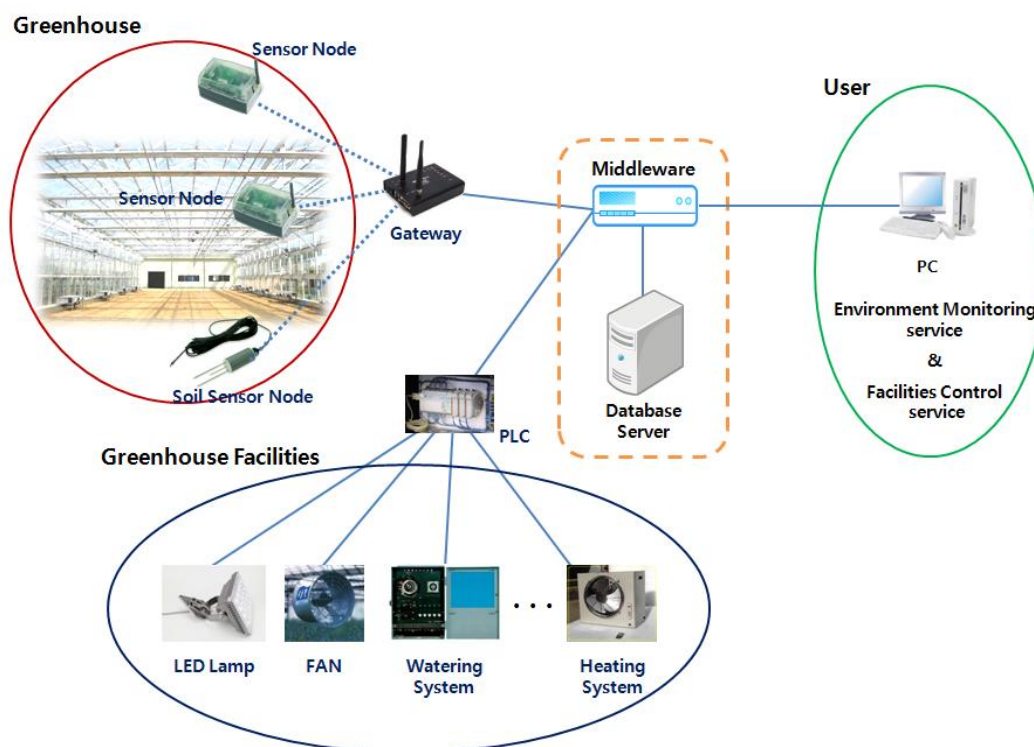 Greenhouse
Sensor Node
Sensor Node
Soil Sensor Node
Gateway
Middleware
Database
Server
User
PC
Environment Monitoring
service
&
Facilities Control
service
PLC
Greenhouse Facilities
LED Lamp
FAN
Watering
System
. . .
Heating
System